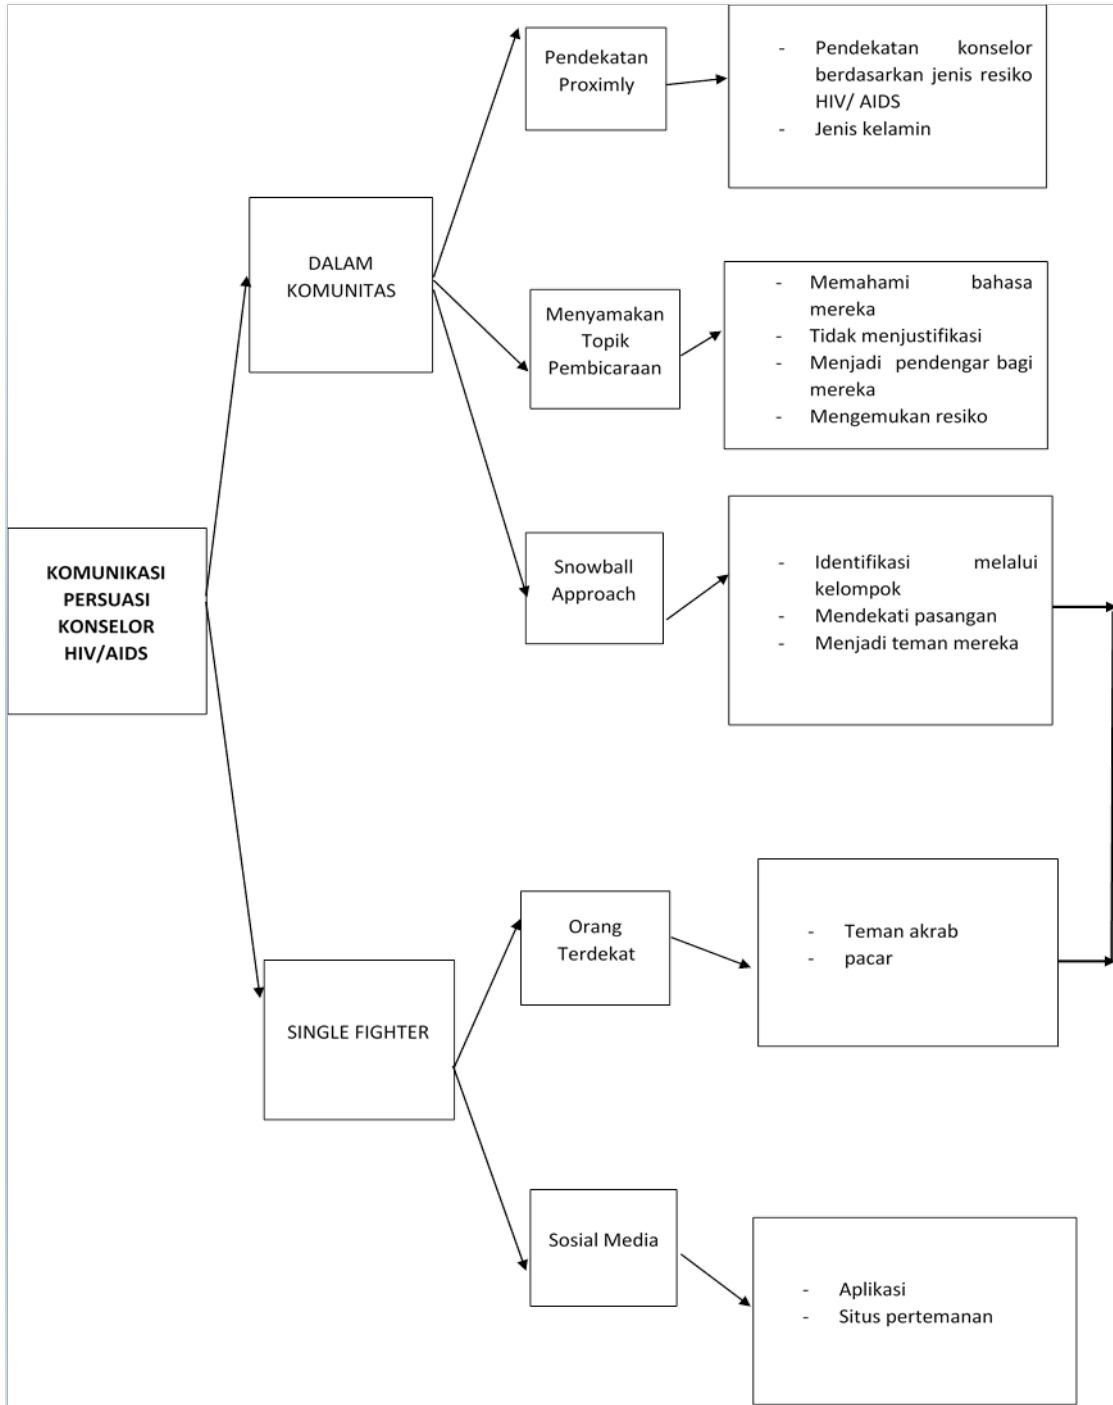 Pendekatan
Proximly
- Pendekatan konselor
berdasarkan jenis resiko
HIV/ AIDS
- Jenis kelamin
DALAM
KOMUNITAS
Menyamakan
Topik
Pembicaraan
- Memahami bahasa
mereka
- Tidak menjustifikasi
- Menjadi pendengar bagi
mereka
- Mengemukan resiko
KOMUNIKASI
PERSUASI
KONSELOR
HIV/AIDS
Snowball
Approach
- Identifikasi melalui
kelompok
- Mendekati pasangan
- Menjadi teman mereka
SINGLE FIGHTER
Orang
Terdekat
- Teman akrab
- pacar
Sosial Media
- Aplikasi
- Situs pertemanan